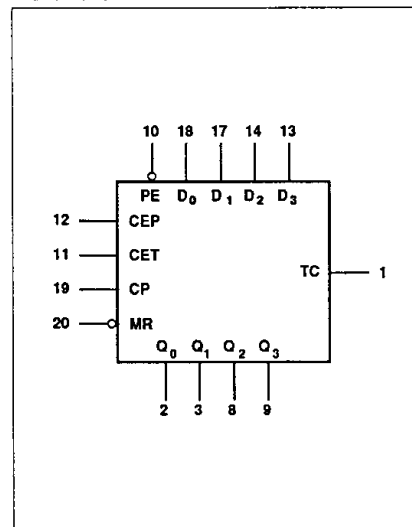 10 18 17 14 13
PE D0 D1 D2 D3
12 CEP
11 CET
TC 1
19 CP
20 MR
Q0 Q1 Q2 Q3
2 3 8 9